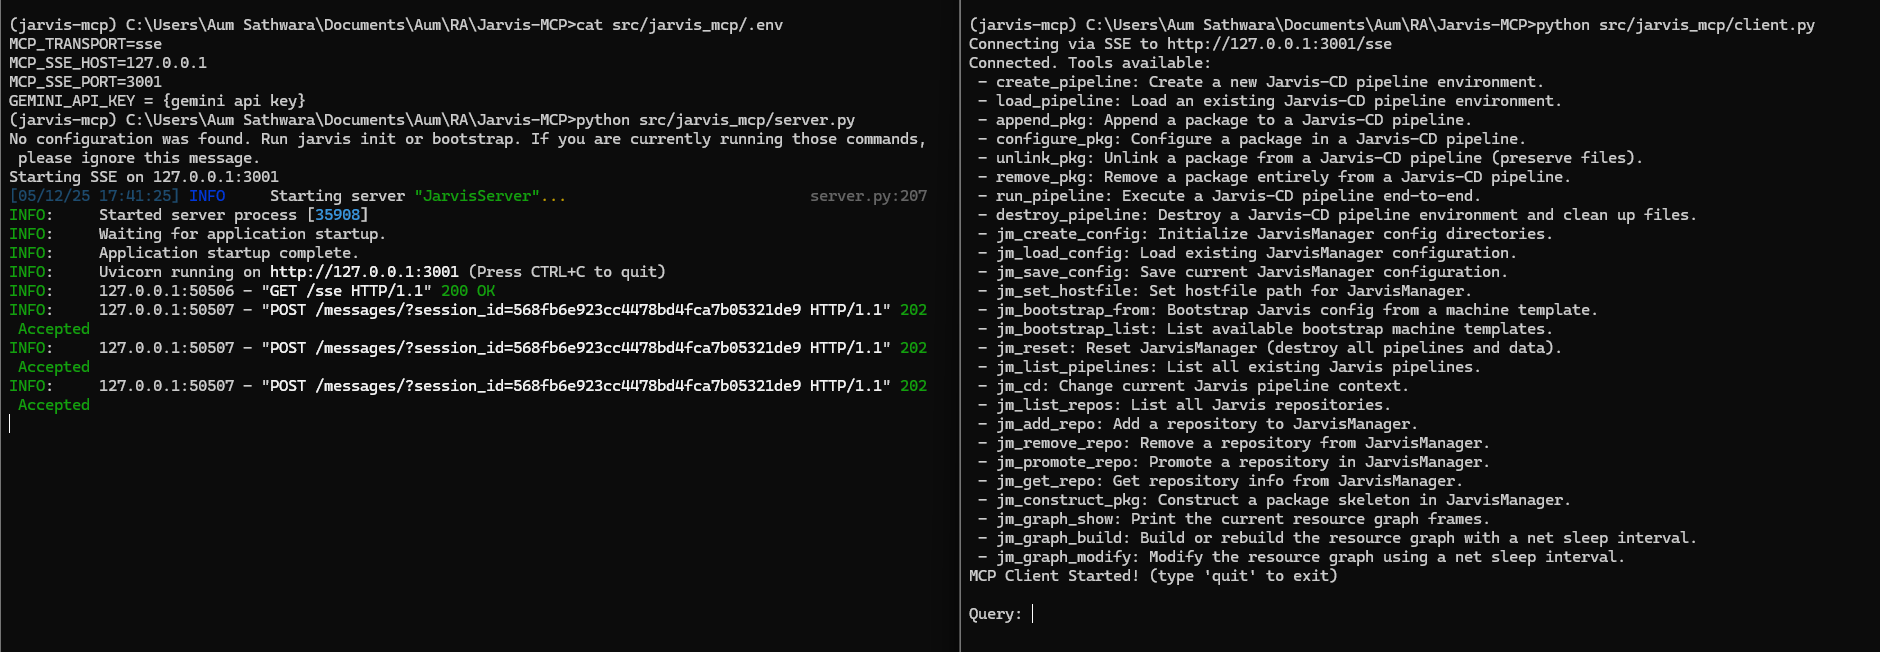 (jarvis-mcp) C:\Users\Aum Sathwara\Documents\Aum\RA\Jarvis-MCP>cat src/jarvis_mcp/.env
MCP_TRANSPORT=sse
MCP_SSE_HOST=127.0.0.1
MCP_SSE_PORT=3001
GEMINI_API_KEY = {gemini api key}
(jarvis-mcp) C:\Users\Aum Sathwara\Documents\Aum\RA\Jarvis-MCP>python src/jarvis_mcp/server.py
No configuration was found. Run jarvis init or bootstrap. If you are currently running those commands,
please ignore this message.
Starting SSE on 127.0.0.1:3001
[05/12/25 17:41:25] INFO     Starting server "JarvisServer"...                           server.py:207
INFO:     Started server process [35908]
INFO:     Waiting for application startup.
INFO:     Application startup complete.
INFO:     Uvicorn running on http://127.0.0.1:3001 (Press CTRL+C to quit)
INFO:     127.0.0.1:50506 - "GET /sse HTTP/1.1" 200 OK
INFO:     127.0.0.1:50507 - "POST /messages/?session_id=568fb6e923cc4478bd4fca7b05321de9 HTTP/1.1" 202
Accepted
INFO:     127.0.0.1:50507 - "POST /messages/?session_id=568fb6e923cc4478bd4fca7b05321de9 HTTP/1.1" 202
Accepted
INFO:     127.0.0.1:50507 - "POST /messages/?session_id=568fb6e923cc4478bd4fca7b05321de9 HTTP/1.1" 202
Accepted
(jarvis-mcp) C:\Users\Aum Sathwara\Documents\Aum\RA\Jarvis-MCP>python src/jarvis_mcp/client.py
Connecting via SSE to http://127.0.0.1:3001/sse
Connected. Tools available:
- create_pipeline: Create a new Jarvis-CD pipeline environment.
- load_pipeline: Load an existing Jarvis-CD pipeline environment.
- append_pkg: Append a package to a Jarvis-CD pipeline.
- configure_pkg: Configure a package in a Jarvis-CD pipeline.
- unlink_pkg: Unlink a package from a Jarvis-CD pipeline (preserve files).
- remove_pkg: Remove a package entirely from a Jarvis-CD pipeline.
- run_pipeline: Execute a Jarvis-CD pipeline end-to-end.
- destroy_pipeline: Destroy a Jarvis-CD pipeline environment and clean up files.
- jm_create_config: Initialize JarvisManager config directories.
- jm_load_config: Load existing JarvisManager configuration.
- jm_save_config: Save current JarvisManager configuration.
- jm_set_hostfile: Set hostfile path for JarvisManager.
- jm_bootstrap_from: Bootstrap Jarvis config from a machine template.
- jm_bootstrap_list: List available bootstrap machine templates.
- jm_reset: Reset JarvisManager (destroy all pipelines and data).
- jm_list_pipelines: List all existing Jarvis pipelines.
- jm_cd: Change current Jarvis pipeline context.
- jm_list_repos: List all Jarvis repositories.
- jm_add_repo: Add a repository to JarvisManager.
- jm_remove_repo: Remove a repository from JarvisManager.
- jm_promote_repo: Promote a repository in JarvisManager.
- jm_get_repo: Get repository info from JarvisManager.
- jm_construct_pkg: Construct a package skeleton in JarvisManager.
- jm_graph_show: Print the current resource graph frames.
- jm_graph_build: Build or rebuild the resource graph with a net sleep interval.
- jm_graph_modify: Modify the resource graph using a net sleep interval.
MCP Client Started! (type 'quit' to exit)
Query: